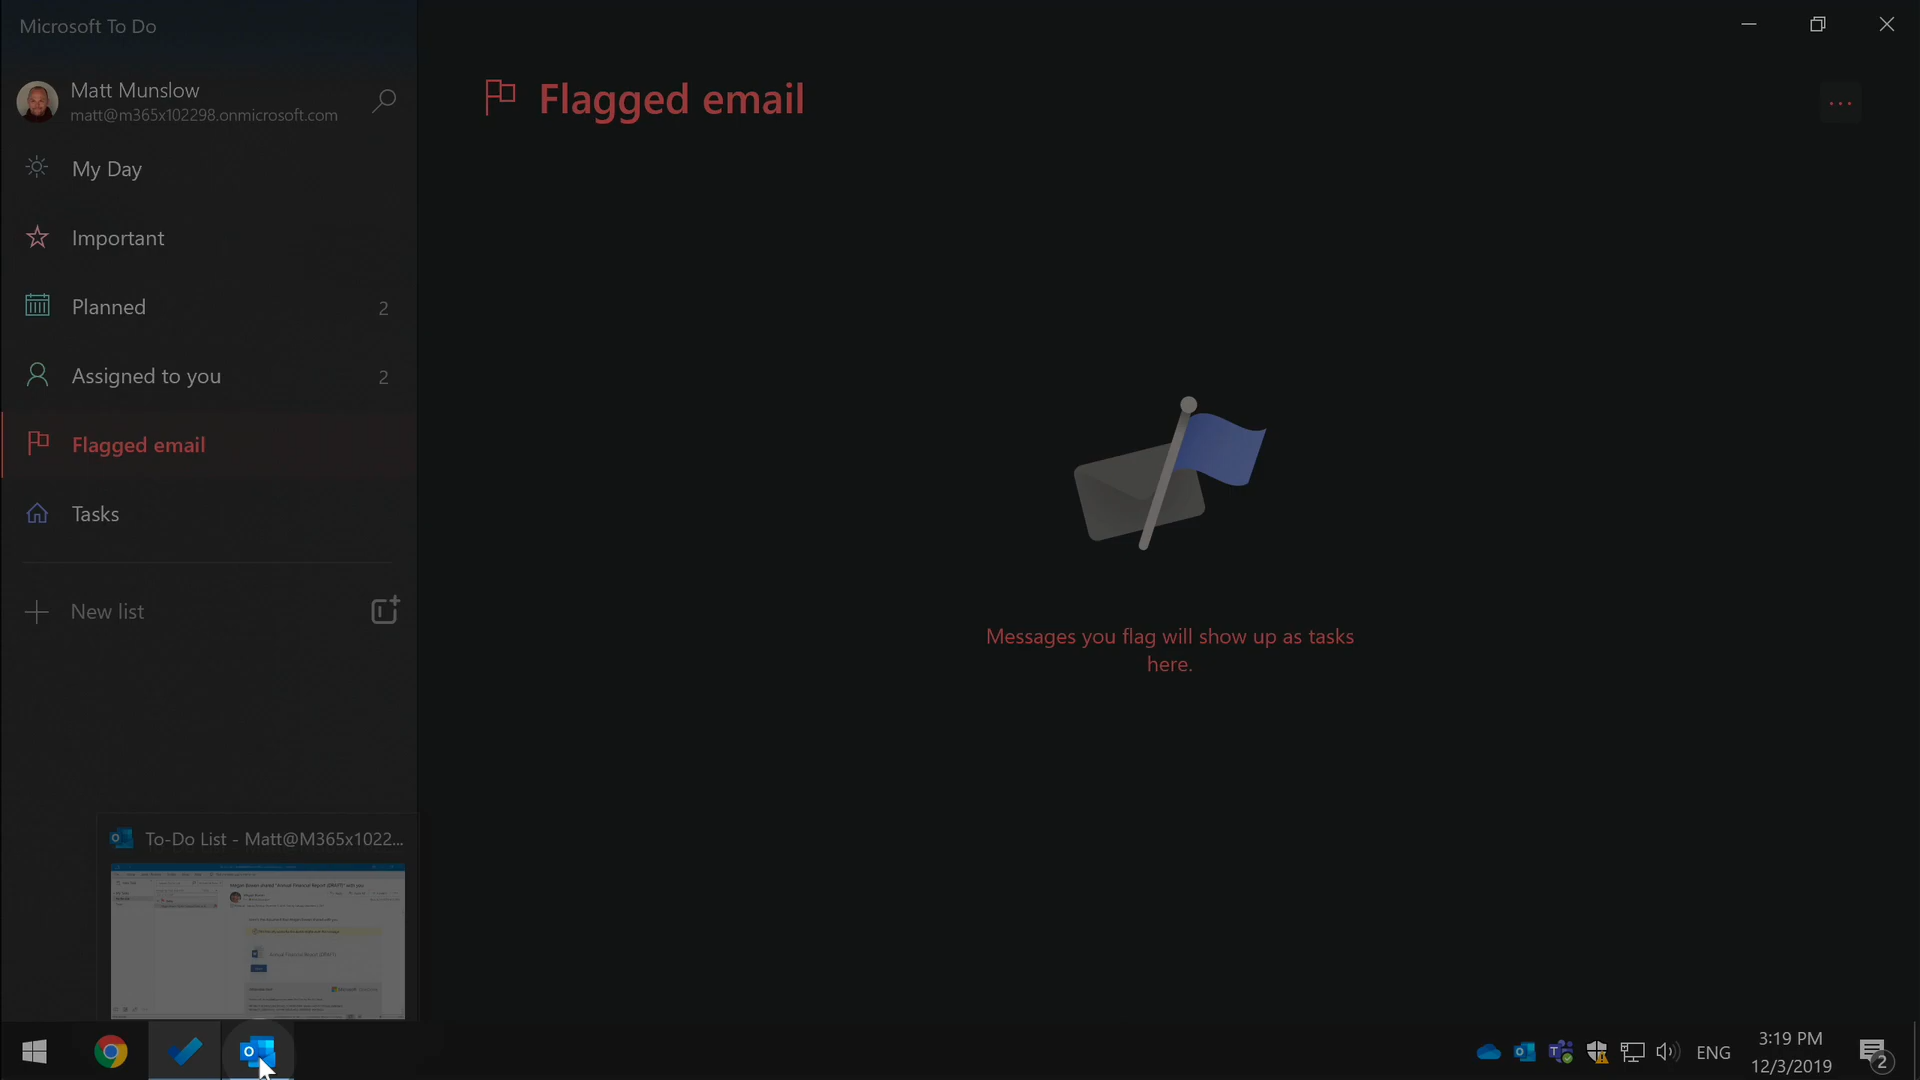 Microsoft To Do
Matt Munslow
matt@m365x102298.onmicrosoft.com
My Day
Important
Planned 2
Assigned to you 2
Flagged email
Tasks
New list
Flagged email
Messages you flag will show up as tasks
here.
To-Do List - Matt@M365x1022...
ENG
3:19 PM
12/3/2019
2